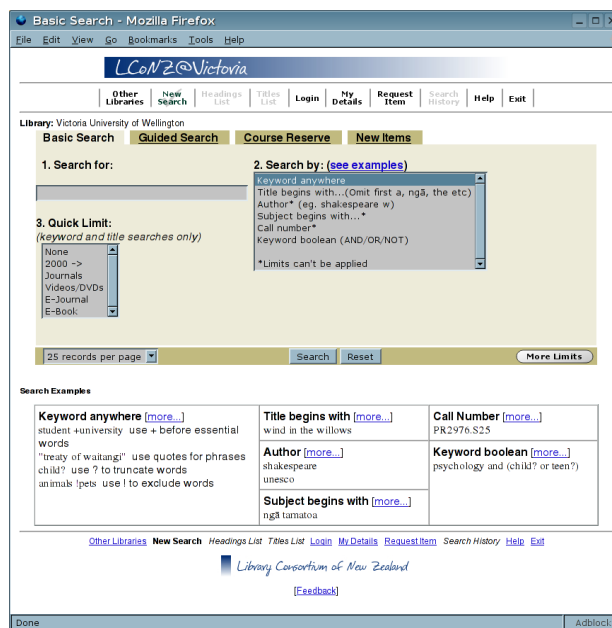 Basic Search - Mozilla Firefox
File Edit View Go Bookmarks Tools Help
LCoNZ@Victoria
Other Libraries New Search Headings List Titles List Login My Details Request Item Search History Help Exit
Library: Victoria University of Wellington
Basic Search Guided Search Course Reserve New Items
1. Search for:
2. Search by: (see examples)
Keyword anywhere
Title begins with...(Omit first a, ngā, the etc)
Author* (eg. shakespeare w)
Subject begins with...*
Call number*
Keyword boolean (AND/OR/NOT)
*Limits can't be applied
3. Quick Limit:
(keyword and title searches only)
None
2000 ->
Journals
Videos/DVDs
E-Journal
E-Book
25 records per page Search Reset More Limits
Search Examples
Keyword anywhere [more...]
student +university use + before essential
words
"treaty of waitangi" use quotes for phrases
child? use ? to truncate words
animals !pets use ! to exclude words
Title begins with [more...]
wind in the willows
Author [more...]
shakespeare
unesco
Subject begins with [more...]
ngā tamatoa
Call Number [more...]
PR2976.S25
Keyword boolean [more...]
psychology and (child? or teen?)
Other Libraries New Search Headings List Titles List Login My Details Request Item Search History Help Exit
Library Consortium of New Zealand
[Feedback]
Done Adblock